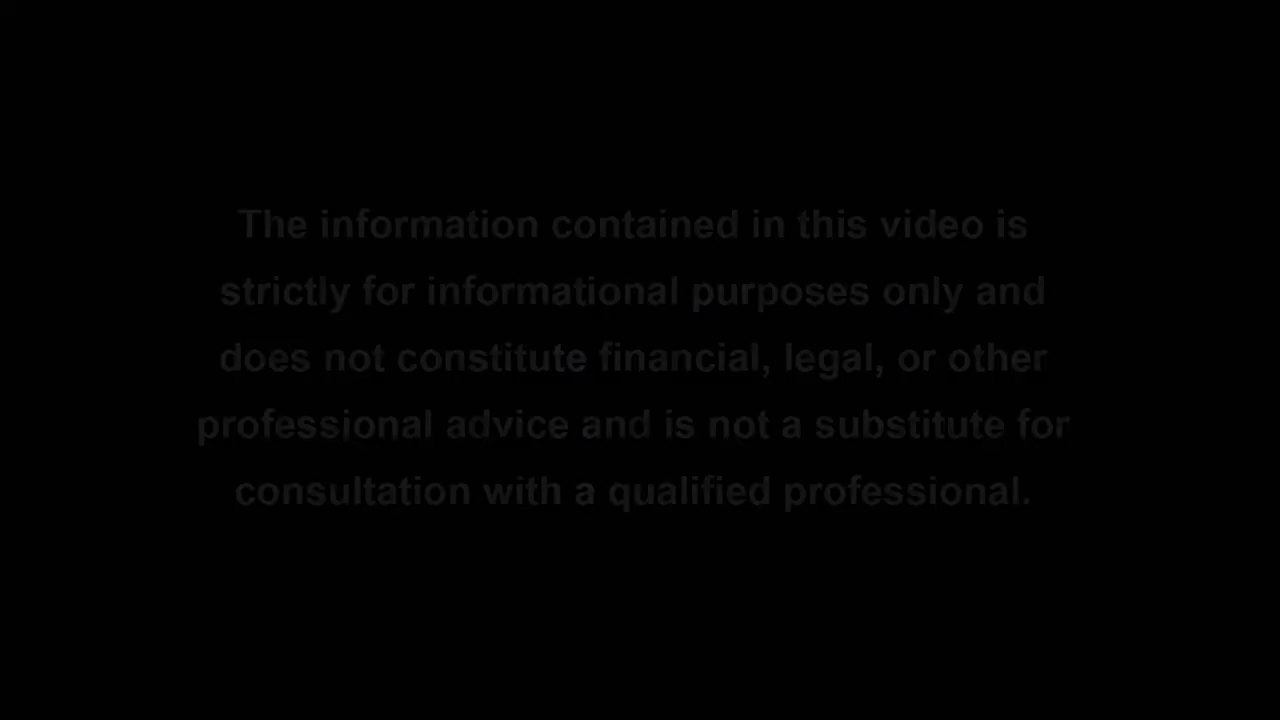 The information contained in this video is
strictly for informational purposes only and
does not constitute financial, legal, or other
professional advice and is not a substitute for
consultation with a qualified professional.